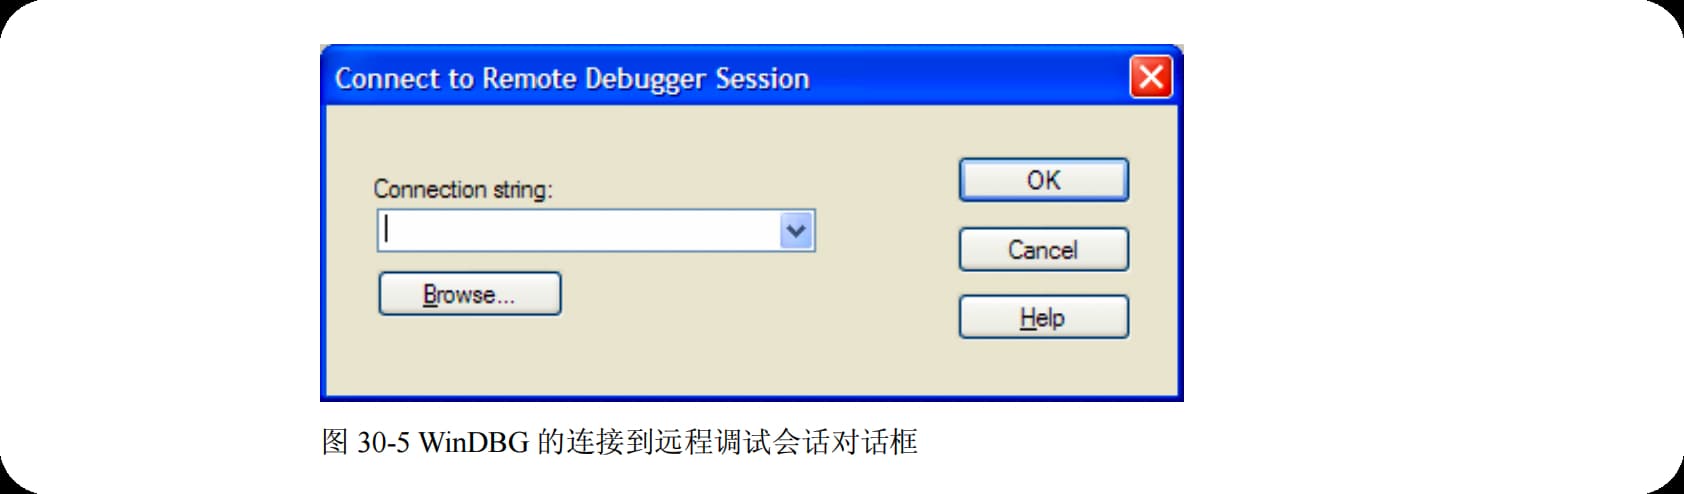 Connect to Remote Debugger Session
Connection string:
OK
Cancel
Browse...
Help
图 30-5 WinDBG 的连接到远程调试会话对话框